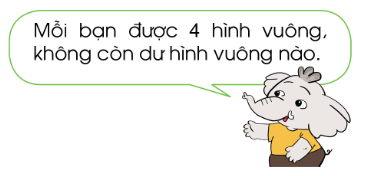 Mỗi bạn được 4 hình vuông,
không còn dư hình vuông nào.